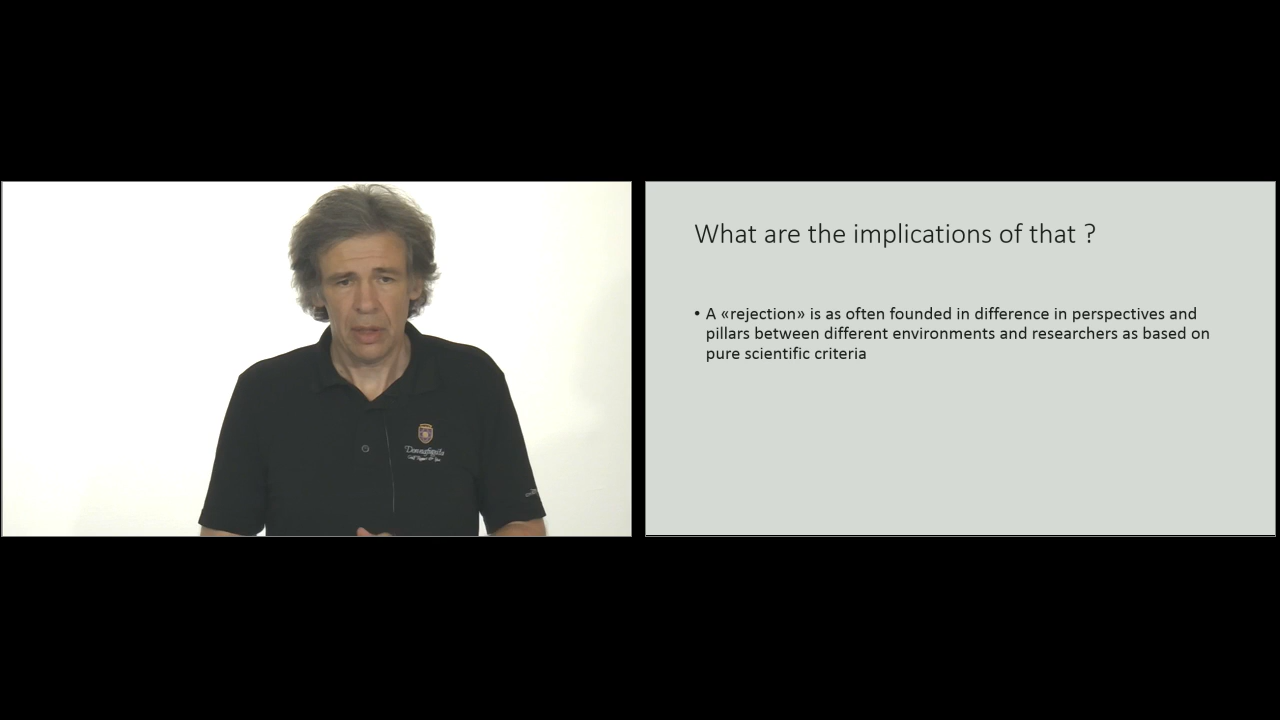 Donnafugata
What are the implications of that ?
• A «rejection» is as often founded in difference in perspectives and
pillars between different environments and researchers as based on
pure scientific criteria